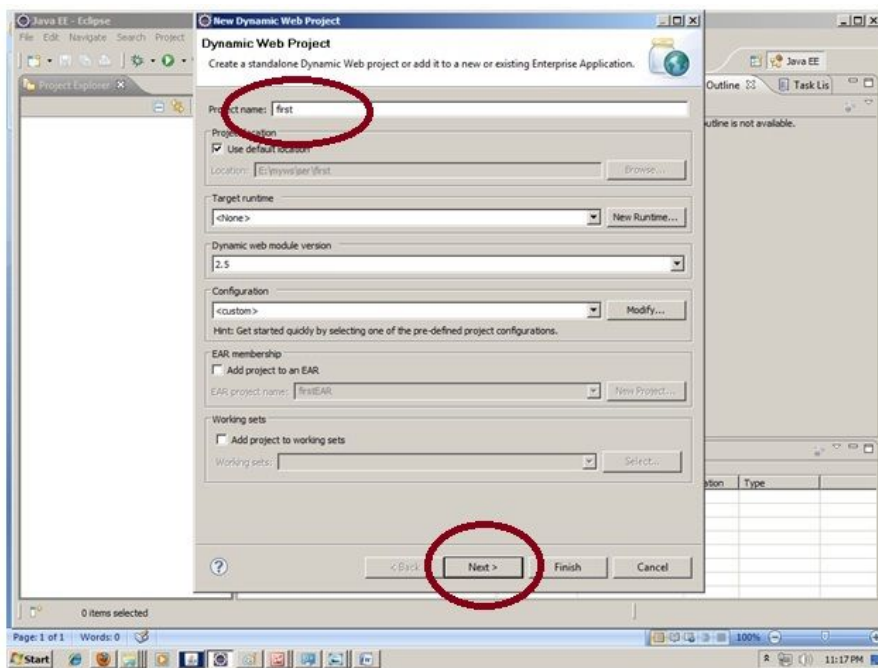 Java EE - Eclipse
File Edit Navigate Search Project
Project Explorer
New Dynamic Web Project
Dynamic Web Project
Create a standalone Dynamic Web project or add it to a new or existing Enterprise Application.
Project name: first
Project location
Use default location
Location: E:\myws\ser\first
Browse...
Target runtime
<None>
New Runtime...
Dynamic web module version
2.5
Configuration
<custom>
Modify...
Hint: Get started quickly by selecting one of the pre-defined project configurations.
EAR membership
Add project to an EAR
EAR project name: firstEAR
New Project...
Working sets
Add project to working sets
Working sets:
Select...
< Back
Next >
Finish
Cancel
Java EE
Outline
Task Lis
utline is not available.
ation
Type
0 items selected
Page: 1 of 1
Words: 0
100%
Start
11:17 PM